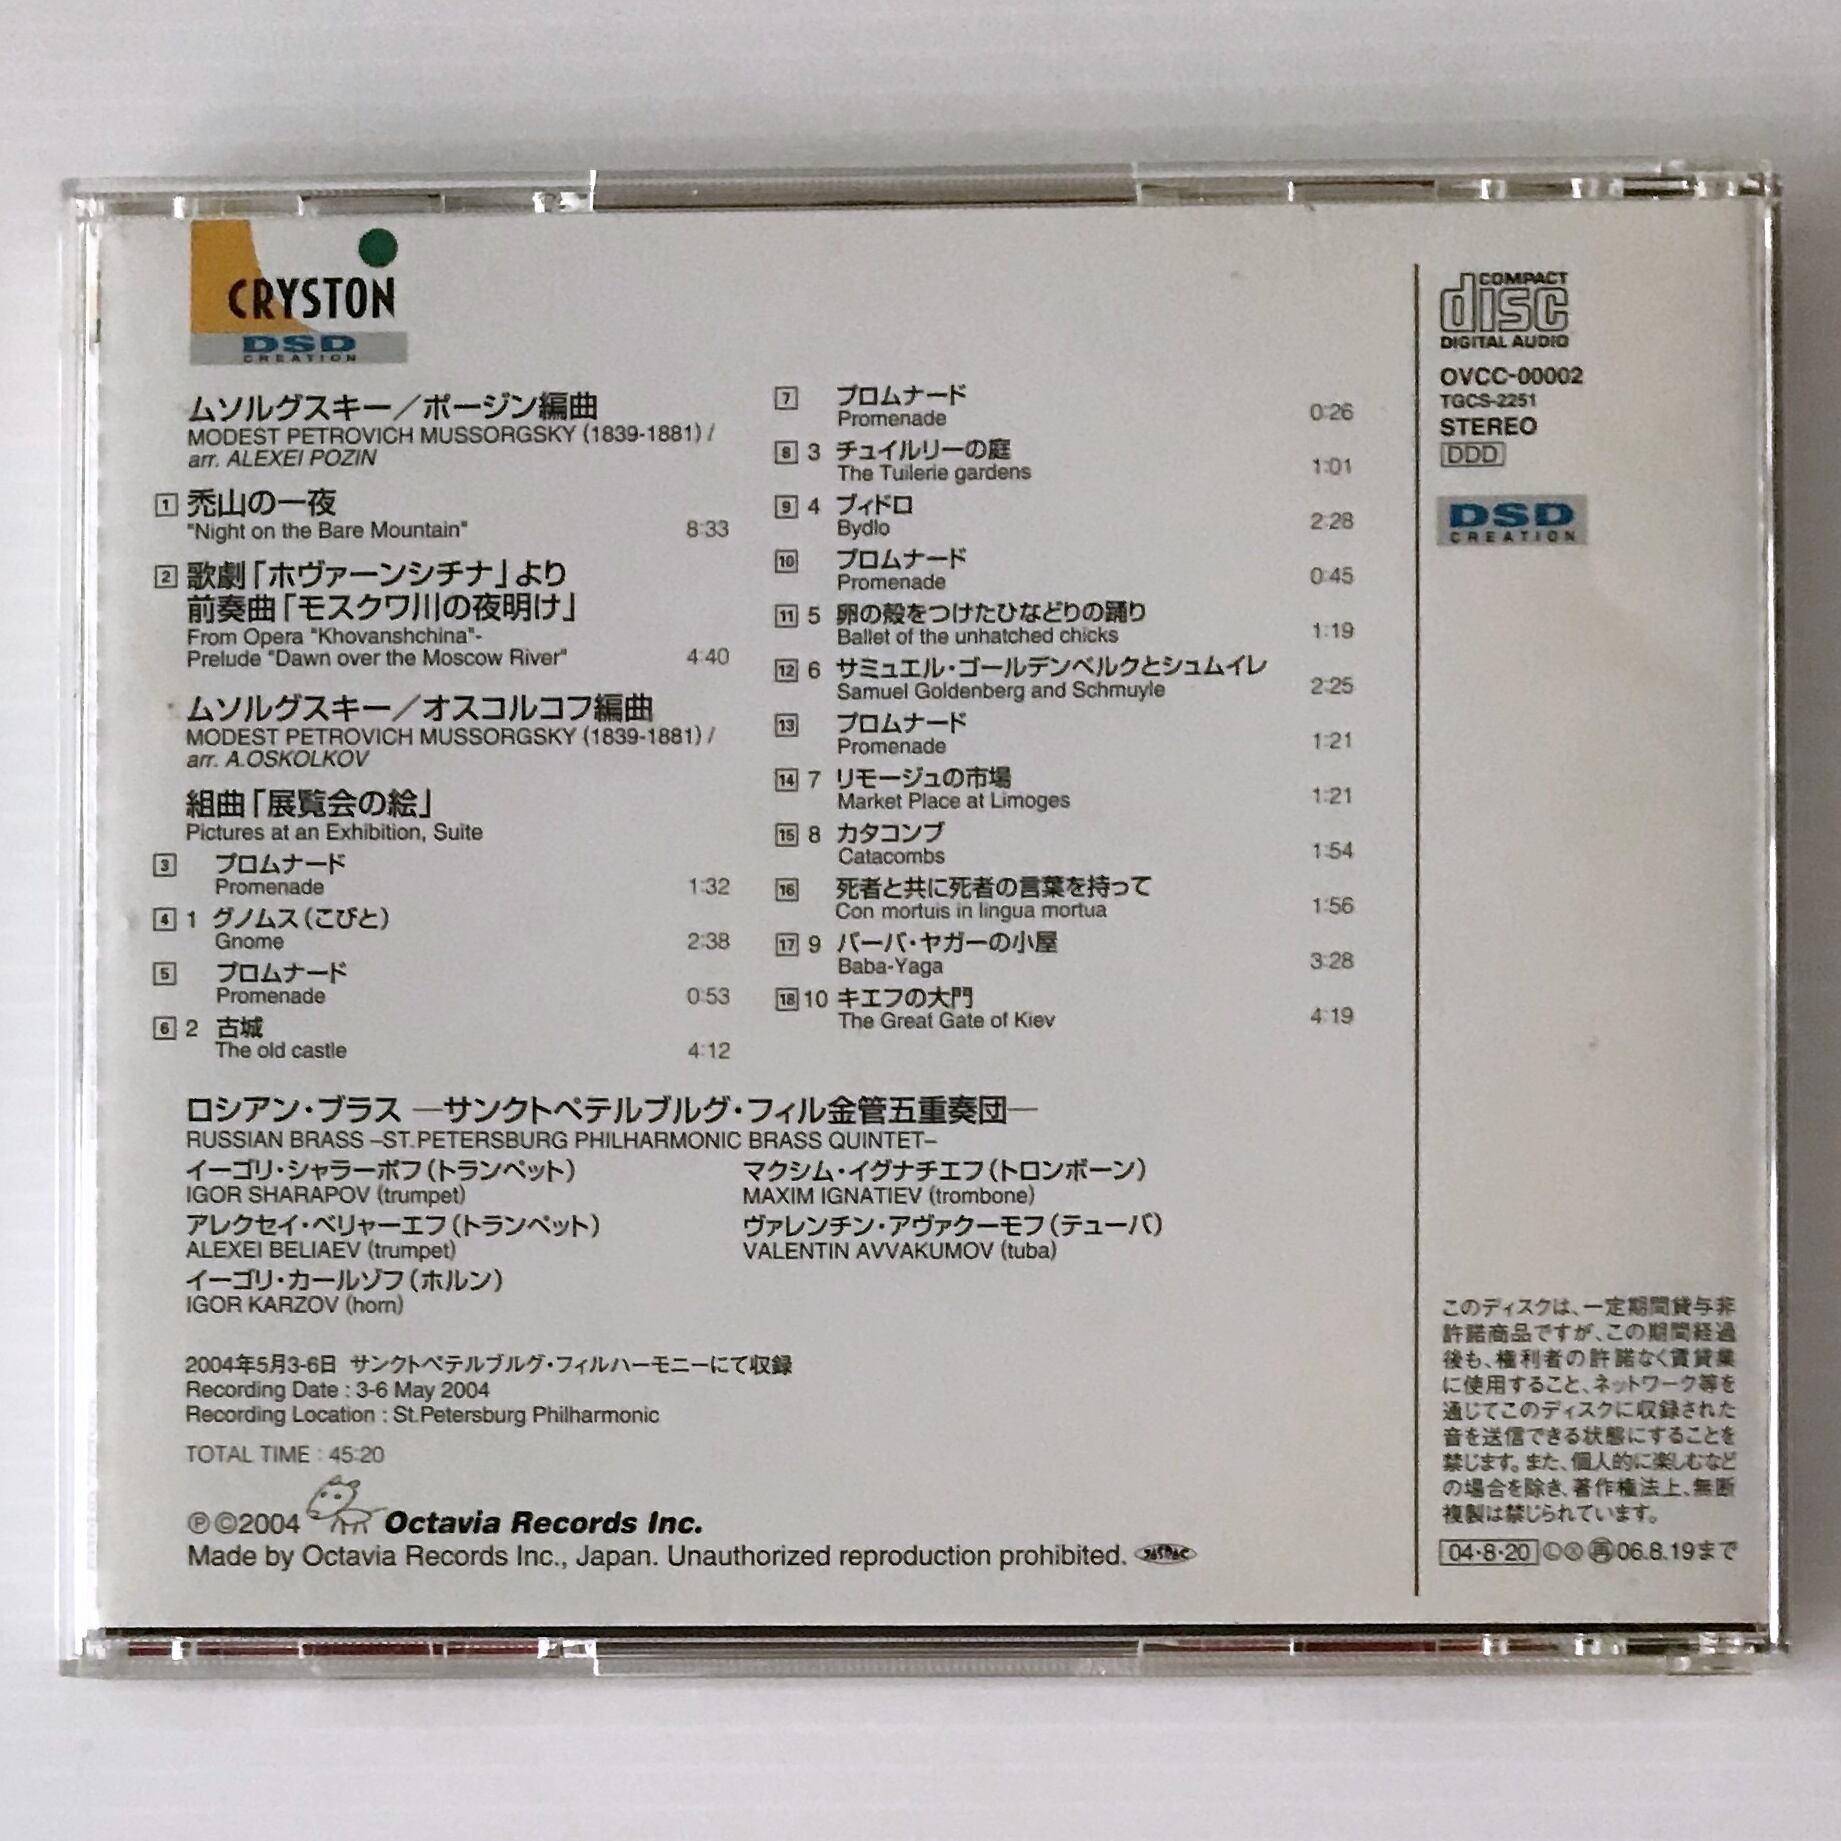 CRYSTON
DSD
CREATION
ムソルグスキー／ポージン編曲
MODEST PETROVICH MUSSORGSKY (1839-1881) /
arr. ALEXEI POZIN
1 禿山の一夜
"Night on the Bare Mountain" 8:33
2 歌劇「ホヴァーンシチナ」より
前奏曲「モスクワ川の夜明け」
From Opera "Khovanshchina"-
Prelude "Dawn over the Moscow River" 4:40
ムソルグスキー／オスコルコフ編曲
MODEST PETROVICH MUSSORGSKY (1839-1881) /
arr. A.OSKOLKOV
組曲「展覧会の絵」
Pictures at an Exhibition, Suite
3 プロムナード
Promenade 1:32
4 1 グノムス（こびと）
Gnome 2:38
5 プロムナード
Promenade 0:53
6 2 古城
The old castle 4:12
7 プロムナード
Promenade 0:26
8 3 チュイルリーの庭
The Tuilerie gardens 1:01
9 4 ブィドロ
Bydlo 2:28
10 プロムナード
Promenade 0:45
11 5 卵の殻をつけたひなどりの踊り
Ballet of the unhatched chicks 1:19
12 6 サミュエル・ゴールデンベルクとシュムイレ
Samuel Goldenberg and Schmuyle 2:25
13 プロムナード
Promenade 1:21
14 7 リモージュの市場
Market Place at Limoges 1:21
15 8 カタコンブ
Catacombs 1:54
16 死者と共に死者の言葉を持って
Con mortuis in lingua mortua 1:56
17 9 バーバ・ヤガーの小屋
Baba-Yaga 3:28
18 10 キエフの大門
The Great Gate of Kiev 4:19
ロシアン・ブラス ―サンクトペテルブルグ・フィル金管五重奏団―
RUSSIAN BRASS –ST.PETERSBURG PHILHARMONIC BRASS QUINTET–
イーゴリ・シャラーポフ（トランペット）
IGOR SHARAPOV (trumpet)
アレクセイ・ベリャーエフ（トランペット）
ALEXEI BELIAEV (trumpet)
イーゴリ・カールゾフ（ホルン）
IGOR KARZOV (horn)
マクシム・イグナチエフ（トロンボーン）
MAXIM IGNATIEV (trombone)
ヴァレンチン・アヴァクーモフ（テューバ）
VALENTIN AVVAKUMOV (tuba)
2004年5月3-6日 サンクトペテルブルグ・フィルハーモニーにて収録
Recording Date : 3-6 May 2004
Recording Location : St.Petersburg Philharmonic
TOTAL TIME : 45:20
℗©2004 Octavia Records Inc.
Made by Octavia Records Inc., Japan. Unauthorized reproduction prohibited. JASRAC
COMPACT
disc
DIGITAL AUDIO
OVCC-00002
TGCS-2251
STEREO
DDD
DSD
CREATION
このディスクは、一定期間貸与非
許諾商品ですが、この期間経過
後も、権利者の許諾なく賃貸業
に使用すること、ネットワーク等を
通じてこのディスクに収録された
音を送信できる状態にすることを
禁じます。また、個人的に楽しむなど
の場合を除き、著作権法上、無断
複製は禁じられています。
04・8・20 Ⓛ Ⓧ ㊢06.8.19まで